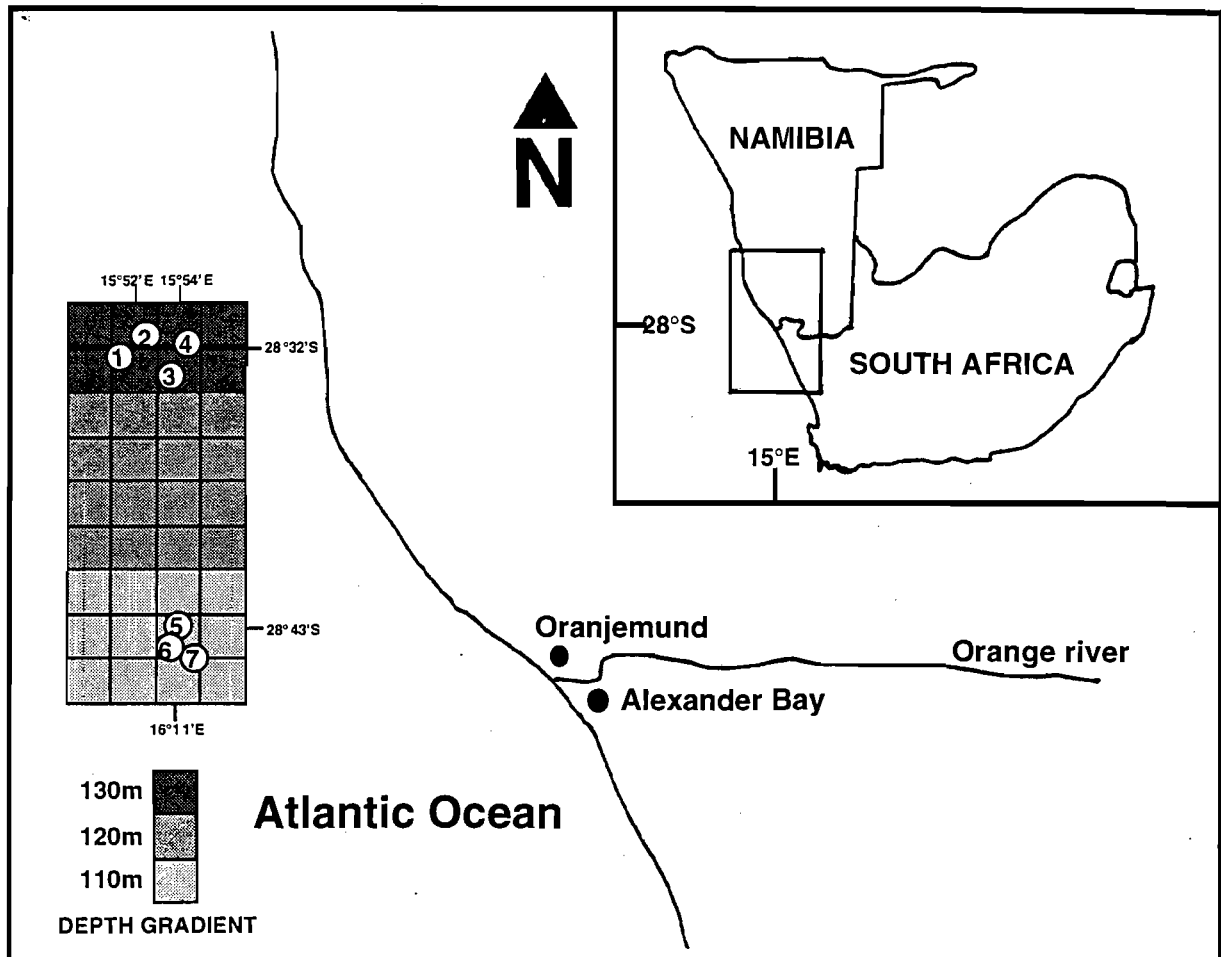 NAMIBIA
N
15°52'E 15°54'E
28°S
2
4
28°32'S
1
3
SOUTH AFRICA
15°E
5
28°43'S
6
7
Oranjemund
Orange river
Alexander Bay
16°11'E
130m
Atlantic Ocean
120m
110m
DEPTH GRADIENT